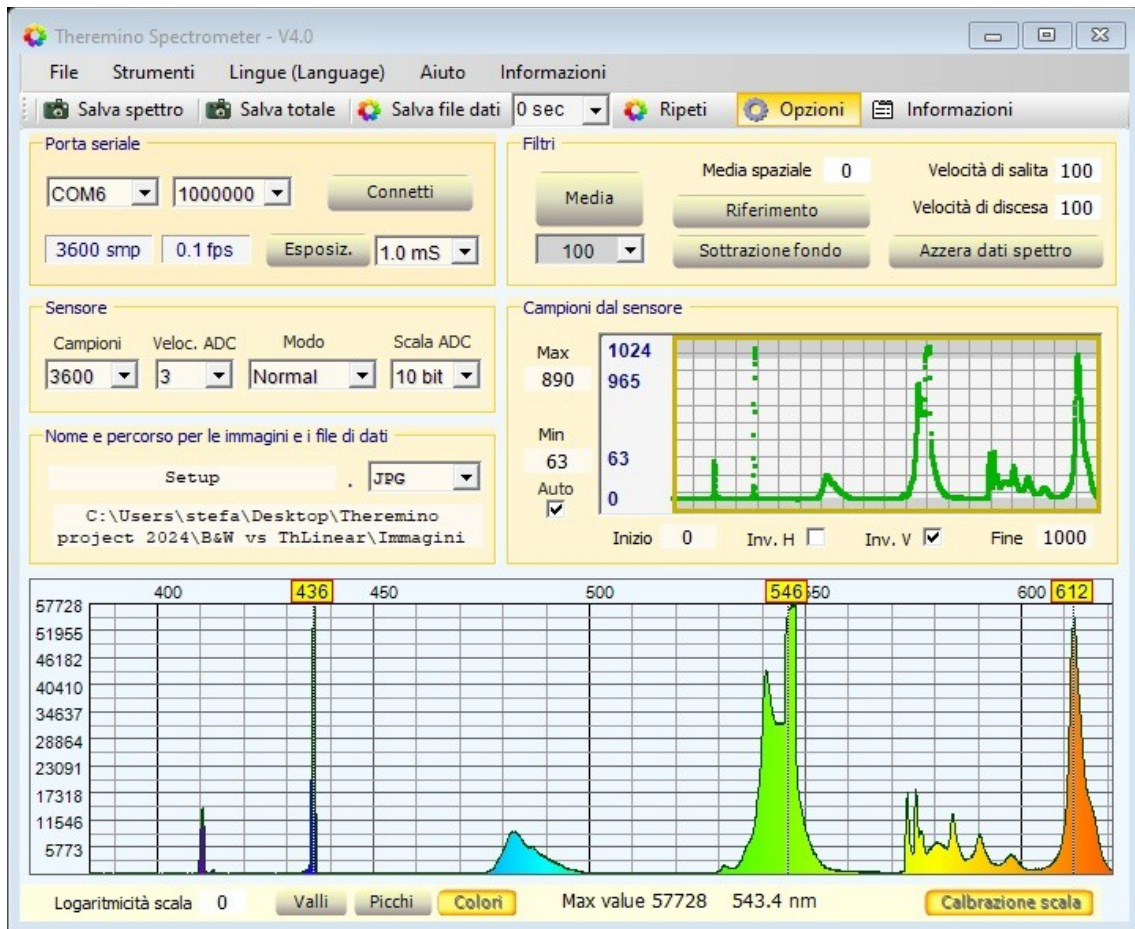 Theremino Spectrometer - V4.0
File Strumenti Lingue (Language) Aiuto Informazioni
Salva spettro Salva totale Salva file dati 0 sec Ripeti Opzioni Informazioni
Porta seriale
COM6 1000000 Connetti
3600 smp 0.1 fps Esposiz. 1.0 mS
Filtri
Media spaziale 0 Velocità di salita 100
Media Riferimento Velocità di discesa 100
100 Sottrazione fondo Azzera dati spettro
Sensore
Campioni Veloc. ADC Modo Scala ADC
3600 3 Normal 10 bit
Nome e percorso per le immagini e i file di dati
Setup . JPG
C:\Users\stefa\Desktop\Theremino
project 2024\B&W vs ThLinear\Immagini
Campioni dal sensore
Max 1024
890 965
Min
63 63
Auto
0
Inizio 0 Inv. H Inv. V Fine 1000
400 436 450 500 546 550 600 612
57728
51955
46182
40410
34637
28864
23091
17318
11546
5773
Logaritmicità scala 0 Valli Picchi Colori Max value 57728 543.4 nm Calbrazione scala